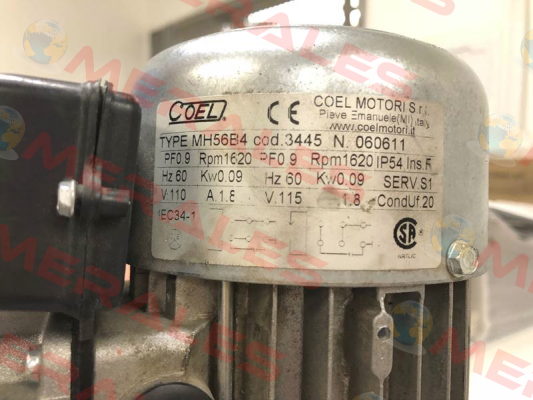 COEL
CE
COEL MOTORI S.r.l.
Pieve Emanuele(MI) Italy
www.coelmotori.it
TYPE MH56B4 cod.3445 N. 060611
PF0.9 Rpm1620 PF0.9 Rpm1620 IP54 Ins.F
Hz 60 Kw0.09 Hz 60 Kw0.09 SERV.S1
V.110 A.1.8 V.115 1.8 CondUf.20
IEC34-1
MERALES